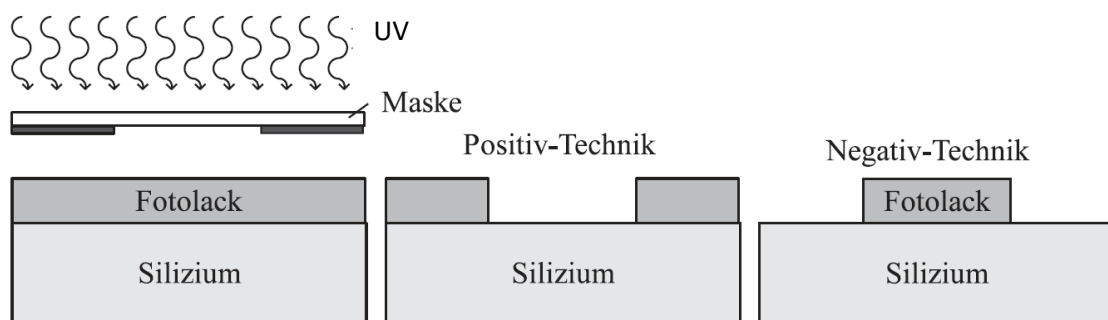 UV
Maske
Positiv-Technik
Negativ-Technik
Fotolack
Fotolack
Silizium
Silizium
Silizium